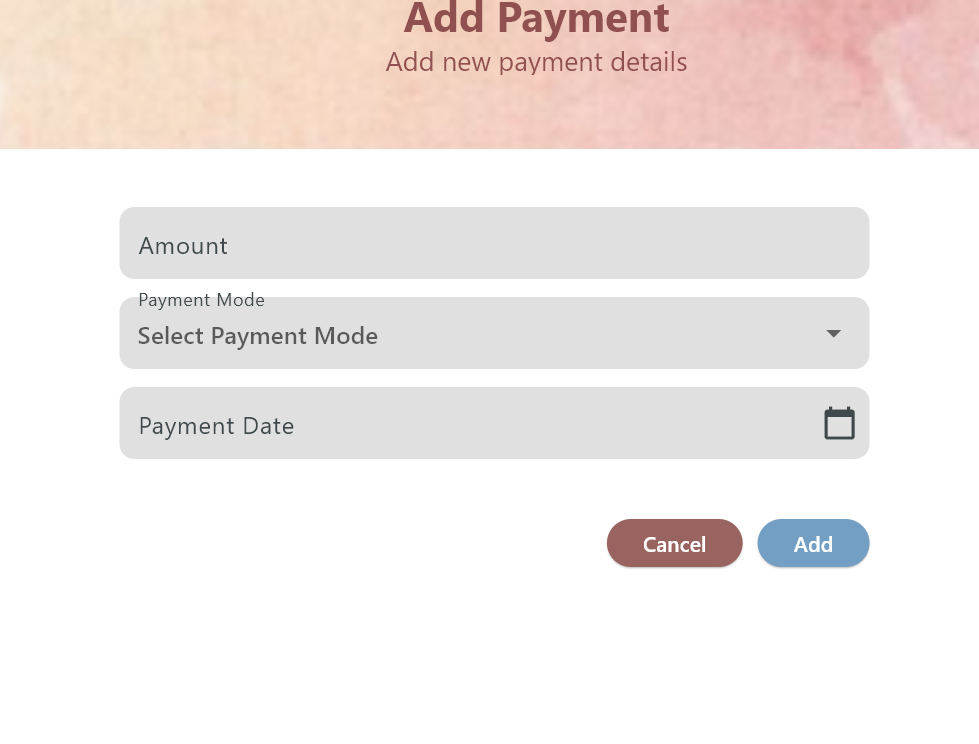 Add Payment
Add new payment details
Amount
Payment Mode
Select Payment Mode
Payment Date
Cancel
Add